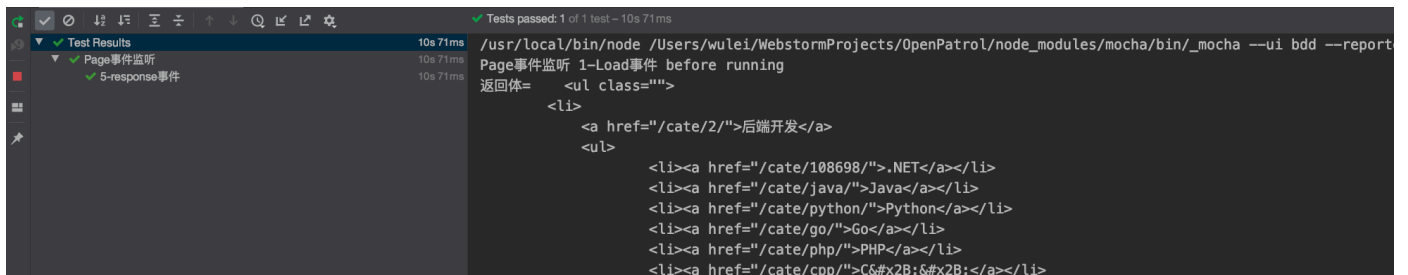 Tests passed: 1 of 1 test – 10s 71ms
Test Results 10s 71ms
Page事件监听 10s 71ms
5-response事件 10s 71ms
/usr/local/bin/node /Users/wulei/WebstormProjects/OpenPatrol/node_modules/mocha/bin/_mocha --ui bdd --reporte
Page事件监听 1-Load事件 before running
返回体=    <ul class="">
<li>
<a href="/cate/2/">后端开发</a>
<ul>
<li><a href="/cate/108698/">.NET</a></li>
<li><a href="/cate/java/">Java</a></li>
<li><a href="/cate/python/">Python</a></li>
<li><a href="/cate/go/">Go</a></li>
<li><a href="/cate/php/">PHP</a></li>
<li><a href="/cate/cpp/">C&#x2B;&#x2B;</a></li>